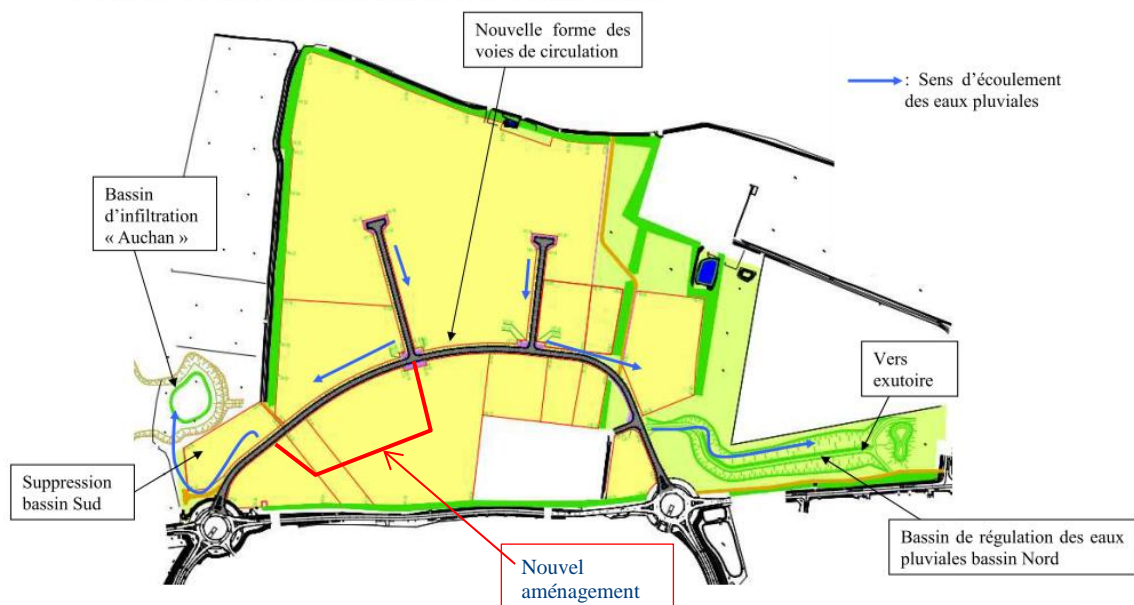 Nouvelle forme des
voies de circulation
: Sens d'écoulement
des eaux pluviales
Bassin
d'infiltration
« Auchan »
Vers
exutoire
Suppression
bassin Sud
Bassin de régulation des eaux
pluviales bassin Nord
Nouvel
aménagement